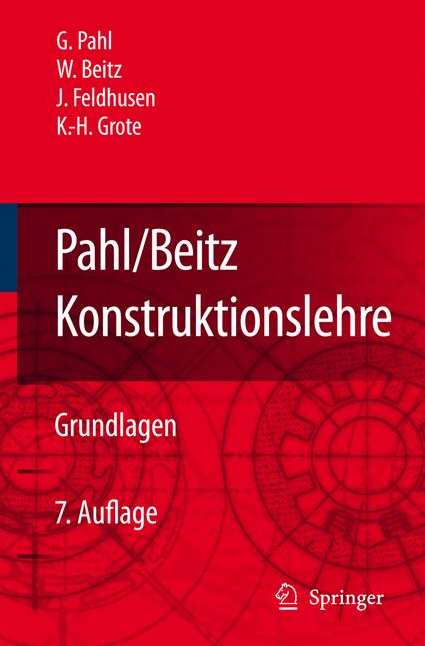 G. Pahl
W. Beitz
J. Feldhusen
K.-H. Grote
Pahl/Beitz
Konstruktionslehre
Grundlagen
7. Auflage
Springer